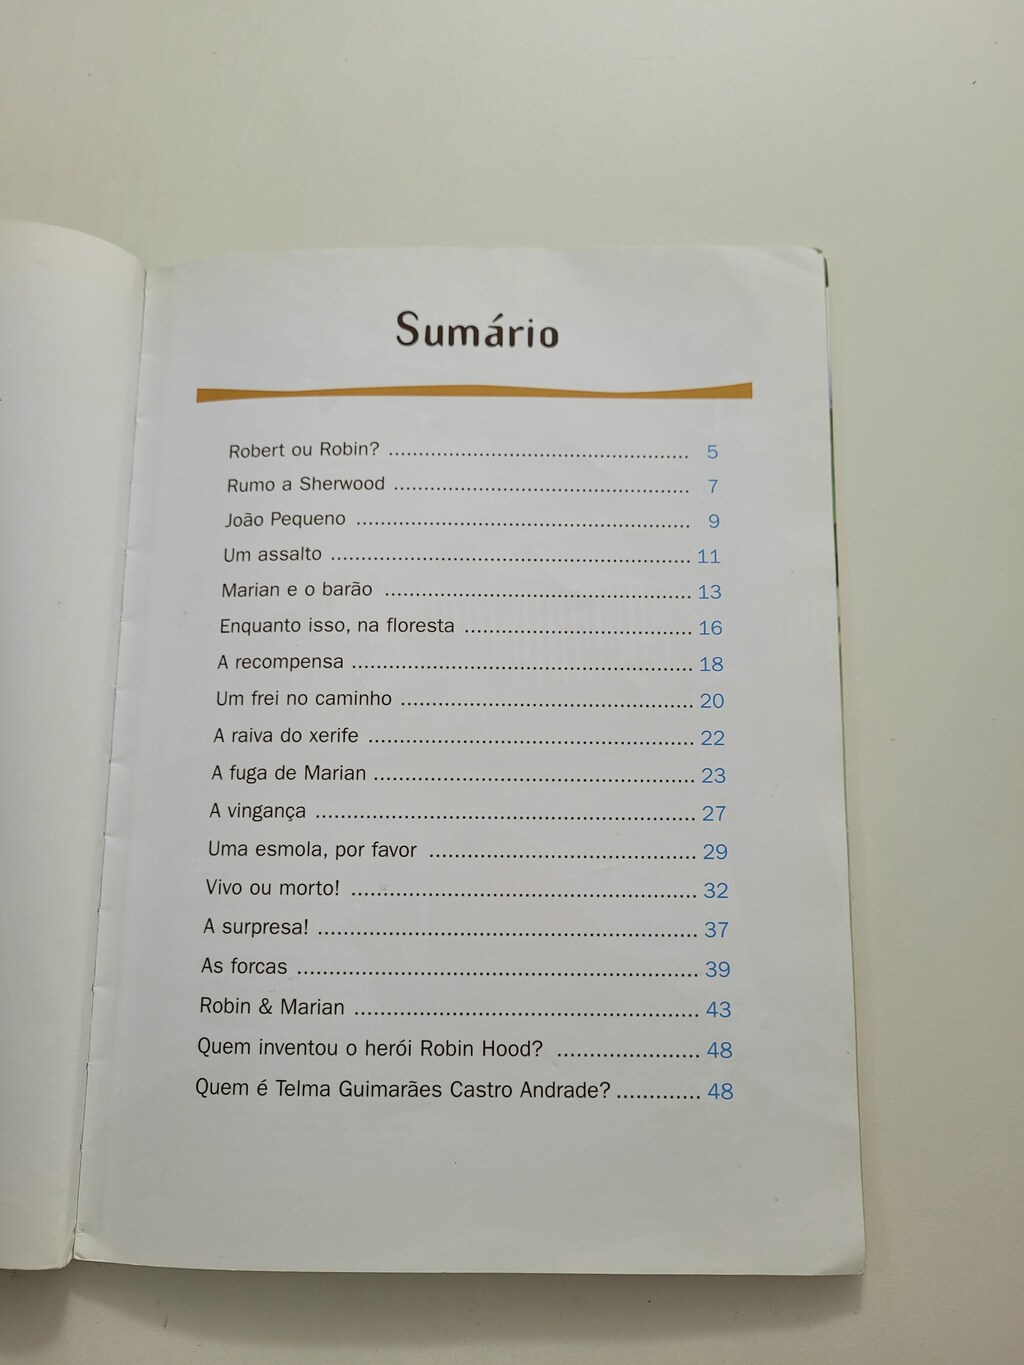 Sumário
Robert ou Robin? .................................................. 5
Rumo a Sherwood ................................................. 7
João Pequeno ....................................................... 9
Um assalto ............................................................ 11
Marian e o barão ................................................... 13
Enquanto isso, na floresta ...................................... 16
A recompensa ........................................................ 18
Um frei no caminho ................................................ 20
A raiva do xerife ..................................................... 22
A fuga de Marian .................................................... 23
A vingança ............................................................. 27
Uma esmola, por favor ........................................... 29
Vivo ou morto! ....................................................... 32
A surpresa! ............................................................ 37
As forcas ............................................................... 39
Robin & Marian ...................................................... 43
Quem inventou o herói Robin Hood? ...................... 48
Quem é Telma Guimarães Castro Andrade? ............. 48